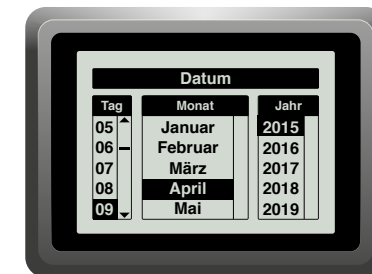 Datum
Tag Monat Jahr
05 Januar 2015
06 Februar 2016
07 März 2017
08 April 2018
09 Mai 2019